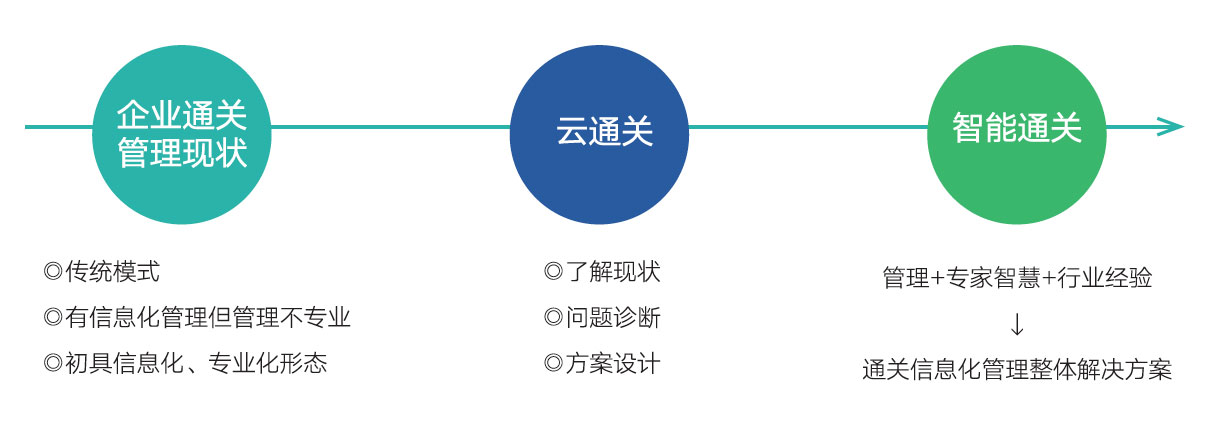 企业通关
管理现状
◎传统模式
◎有信息化管理但管理不专业
◎初具信息化、专业化形态
云通关
◎了解现状
◎问题诊断
◎方案设计
智能通关
管理+专家智慧+行业经验
↓
通关信息化管理整体解决方案